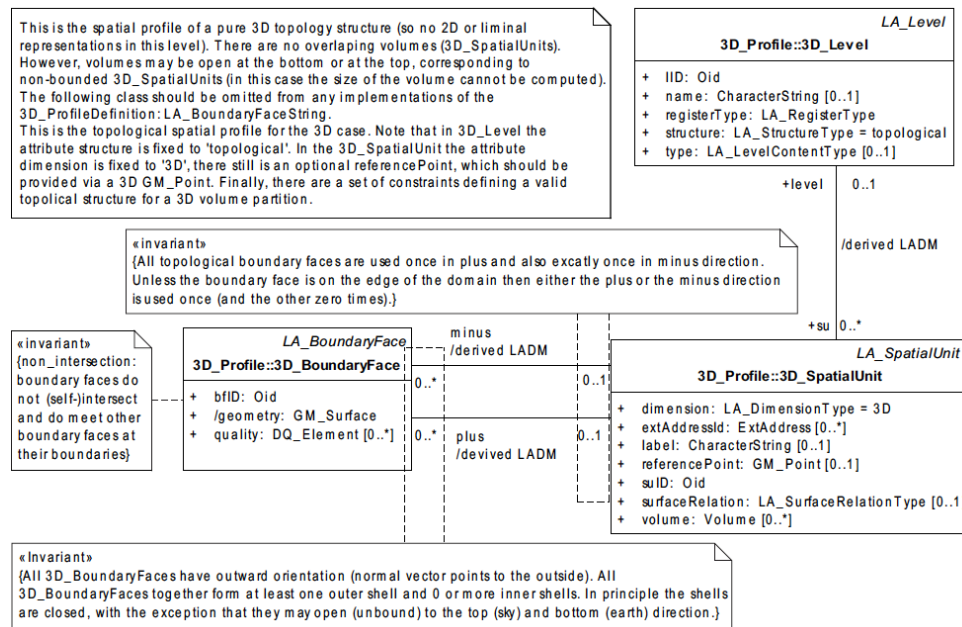 This is the spatial profile of a pure 3D topology structure (so no 2D or liminal
representations in this level). There are no overlaping volumes (3D_SpatialUnits).
However, volumes may be open at the bottom or at the top, corresponding to
non-bounded 3D_SpatialUnits (in this case the size of the volume cannot be computed).
The following class should be omitted from any implementations of the
3D_ProfileDefinition: LA_BoundaryFaceString.
This is the topological spatial profile for the 3D case. Note that in 3D_Level the
attribute structure is fixed to 'topological'. In the 3D_SpatialUnit the attribute
dimension is fixed to '3D', there still is an optional referencePoint, which should be
provided via a 3D GM_Point. Finally, there are a set of constraints defining a valid
topolical structure for a 3D volume partition.
LA_Level
3D_Profile::3D_Level
+ lID: Oid
+ name: CharacterString [0..1]
+ registerType: LA_RegisterType
+ structure: LA_StructureType = topological
+ type: LA_LevelContentType [0..1]
+level 0..1
/derived LADM
+su 0..*
«invariant»
{All topological boundary faces are used once in plus and also excatly once in minus direction.
Unless the boundary face is on the edge of the domain then either the plus or the minus direction
is used once (and the other zero times).}
«invariant»
{non_intersection:
boundary faces do
not (self-)intersect
and do meet other
boundary faces at
their boundaries}
LA_BoundaryFace
3D_Profile::3D_BoundaryFace
+ bfID: Oid
+ /geometry: GM_Surface
+ quality: DQ_Element [0..*]
minus
/derived LADM
0..* 0..1
0..* 0..1
plus
/devived LADM
LA_SpatialUnit
3D_Profile::3D_SpatialUnit
+ dimension: LA_DimensionType = 3D
+ extAddressId: ExtAddress [0..*]
+ label: CharacterString [0..1]
+ referencePoint: GM_Point [0..1]
+ suID: Oid
+ surfaceRelation: LA_SurfaceRelationType [0..1
+ volume: Volume [0..*]
«Invariant»
{All 3D_BoundaryFaces have outward orientation (normal vector points to the outside). All
3D_BoundaryFaces together form at least one outer shell and 0 or more inner shells. In principle the shells
are closed, with the exception that they may open (unbound) to the top (sky) and bottom (earth) direction.}